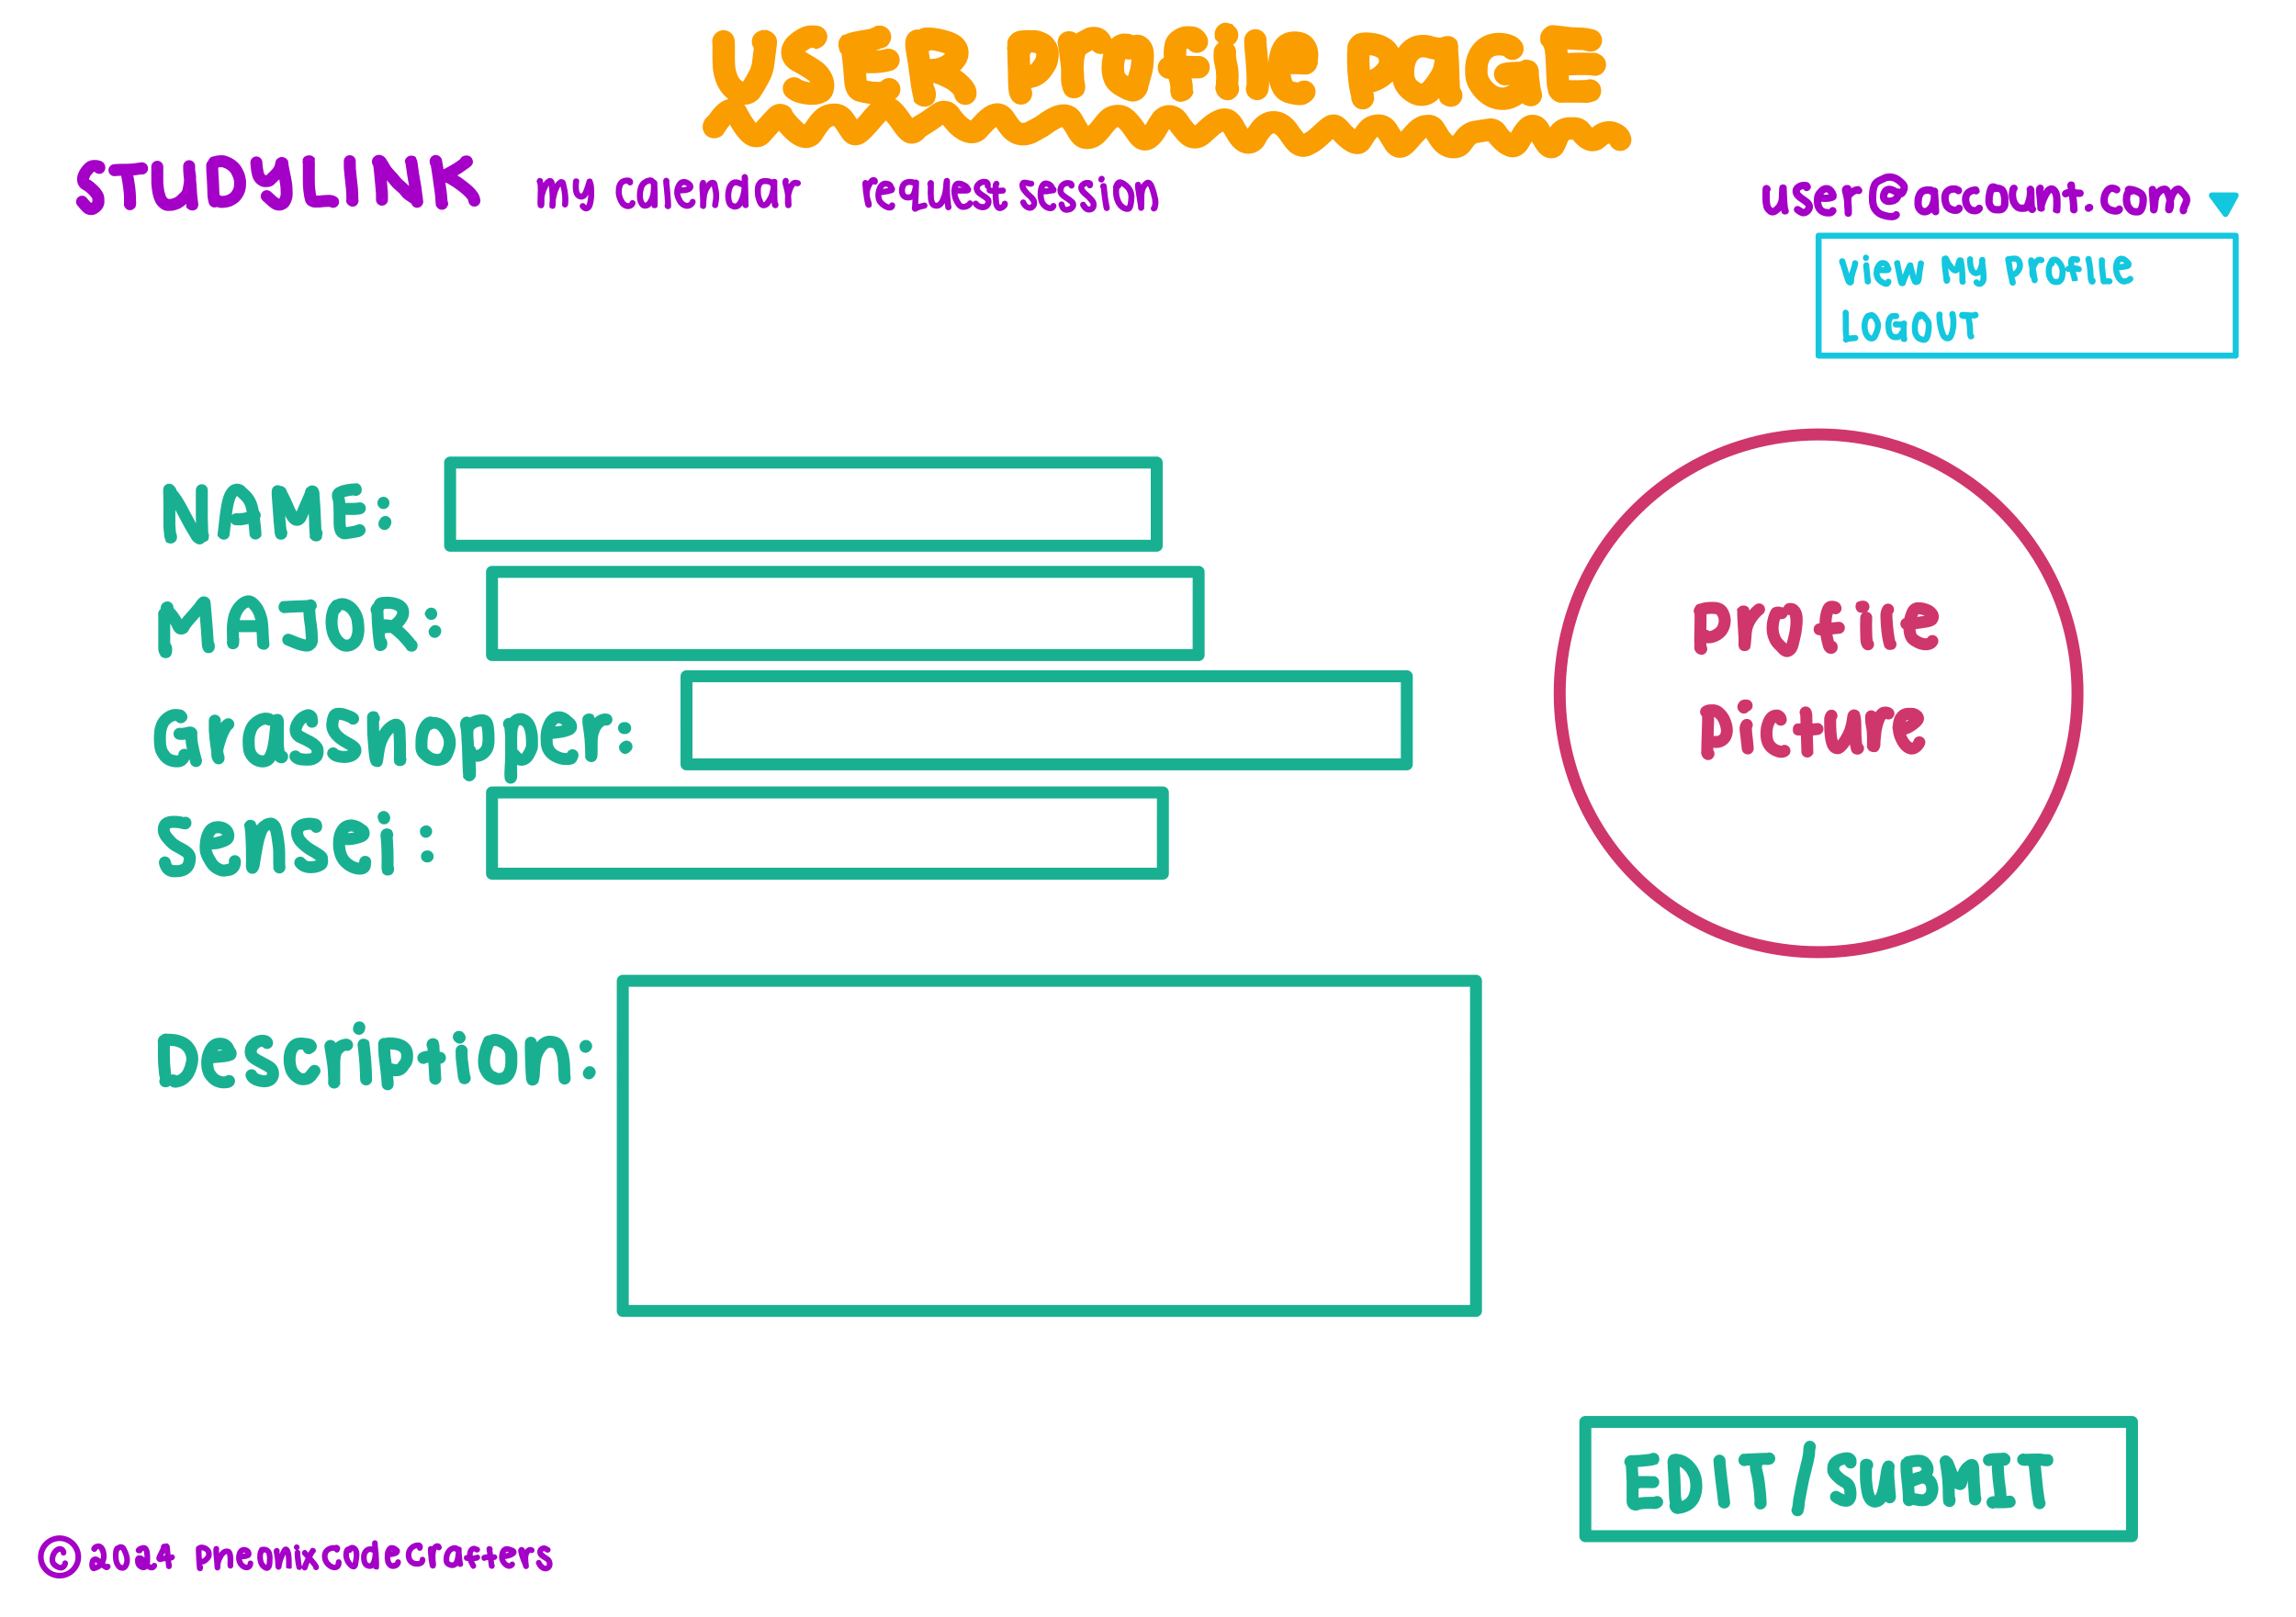 USER Profile PAGE
STUDYLINK my calendar request session user@account.com
View My Profile
LOGOUT
NAME:
MAJOR:
Grasshopper:
sensei:
Profile
Picture
Description:
EDIT/SUBMIT
© 2024 PheonixCodeCrafters